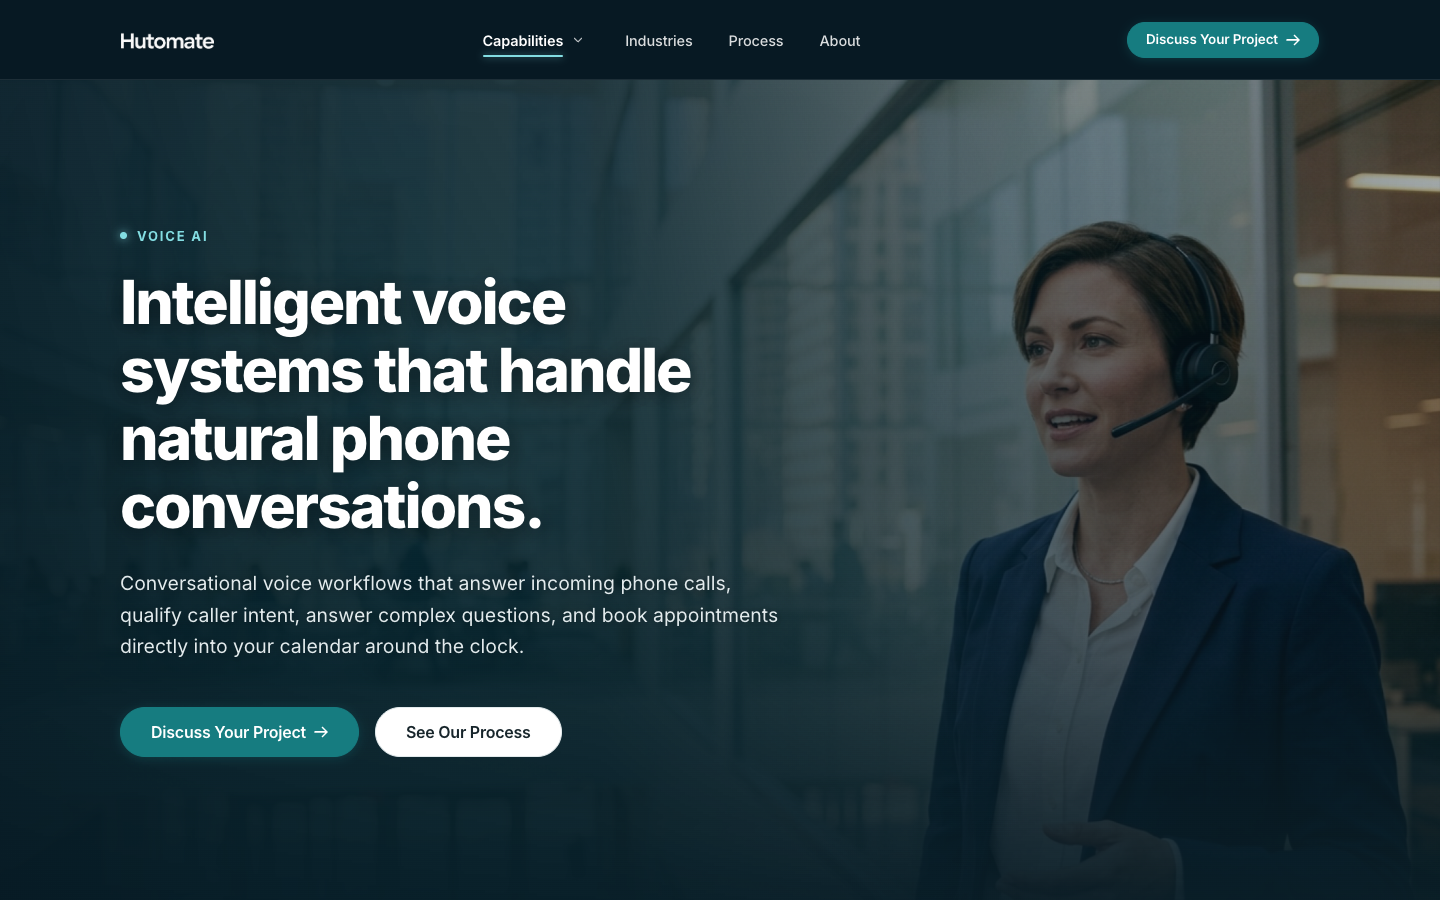 Hutomate
Capabilities
Industries
Process
About
Discuss Your Project →
VOICE AI
Intelligent voice
systems that handle
natural phone
conversations.
Conversational voice workflows that answer incoming phone calls,
qualify caller intent, answer complex questions, and book appointments
directly into your calendar around the clock.
Discuss Your Project →
See Our Process